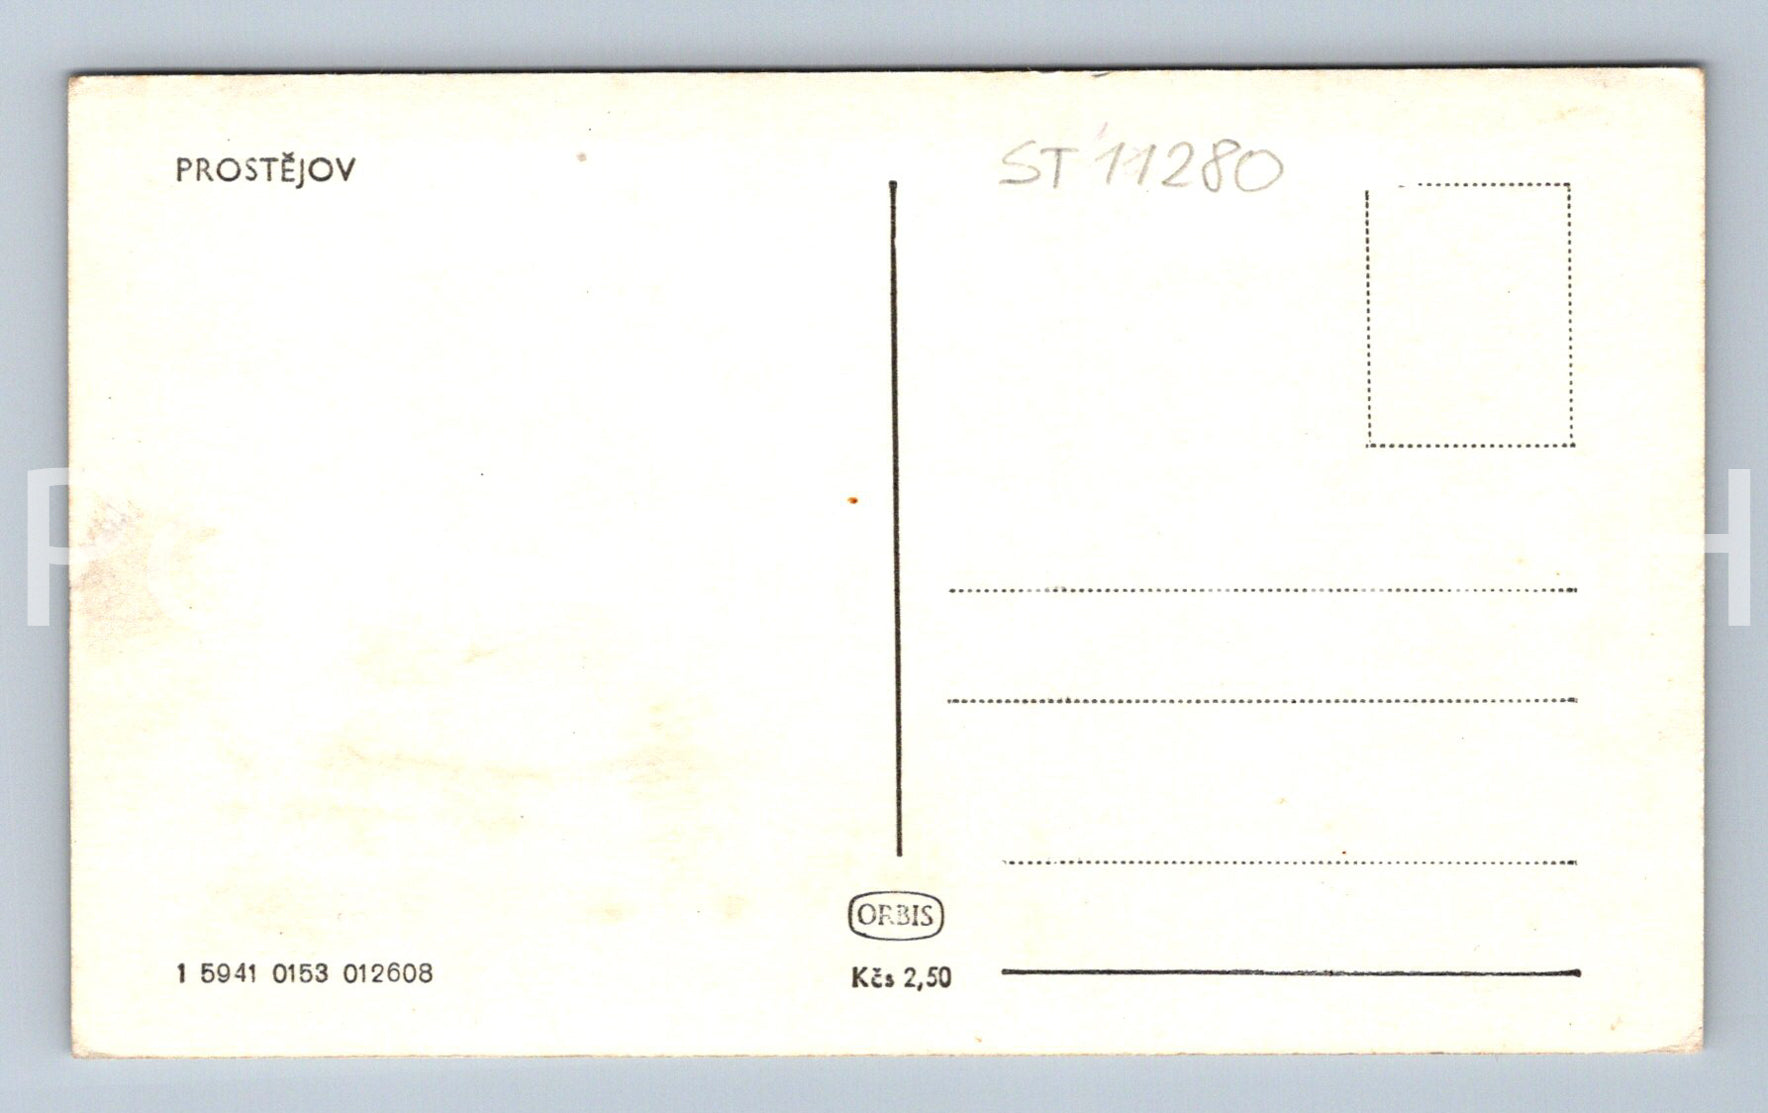 PROSTĚJOV
ST 11280
ORBIS
1 5941 0153 012608
Kčs 2,50